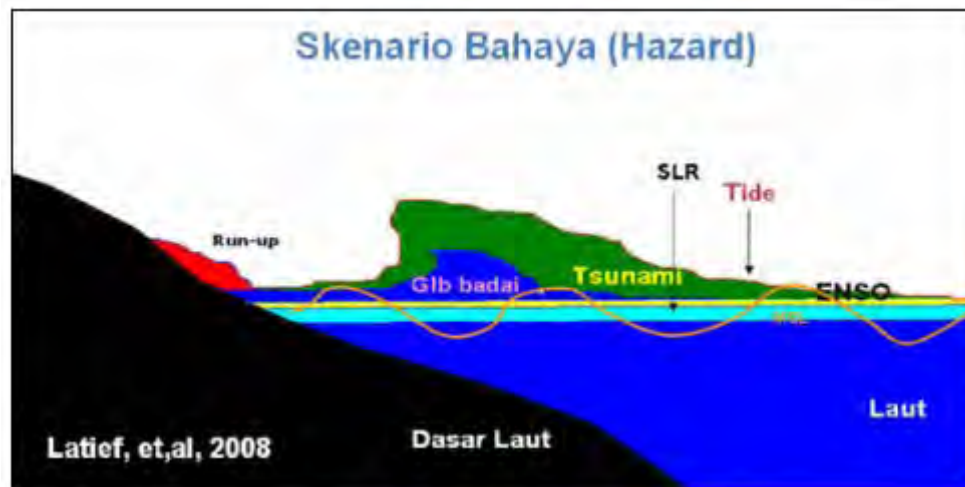 Skenario Bahaya (Hazard)
SLR
Tide
Run-up
Glb badai
Tsunami
ENSO
Laut
Dasar Laut
Latief, et,al, 2008